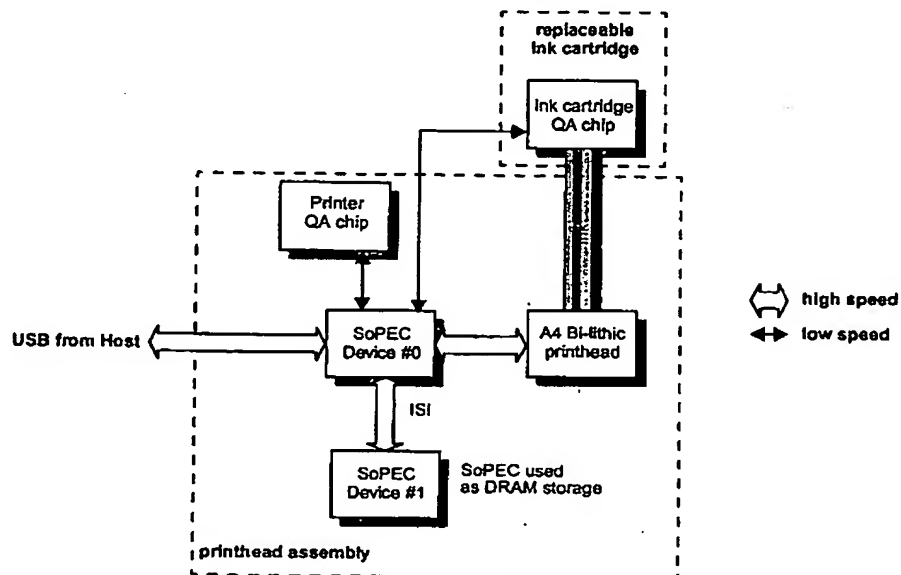 replaceable
ink cartridge
Ink cartridge
QA chip
Printer
QA chip
high speed
low speed
USB from Host
SoPEC
Device #0
A4 Bi-lithic
printhead
ISI
SoPEC
Device #1
SoPEC used
as DRAM storage
printhead assembly